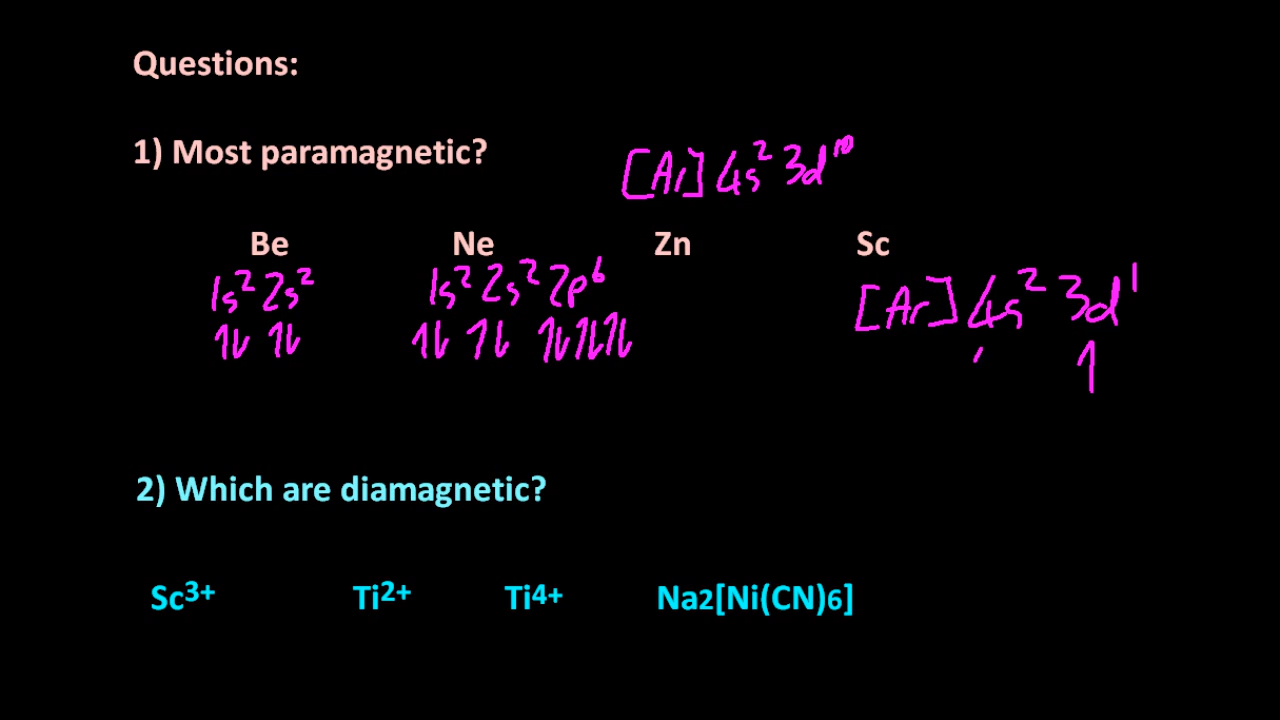 Questions:
1) Most paramagnetic?
[Ar] 4s² 3d¹⁰
Be Ne Zn Sc
1s² 2s² 1s² 2s² 2p⁶ [Ar] 4s² 3d¹
↿⇂ ↿⇂ ↿⇂ ↿⇂ ↿⇂↿⇂↿⇂ ↑
2) Which are diamagnetic?
Sc³⁺ Ti²⁺ Ti⁴⁺ Na₂[Ni(CN)₆]